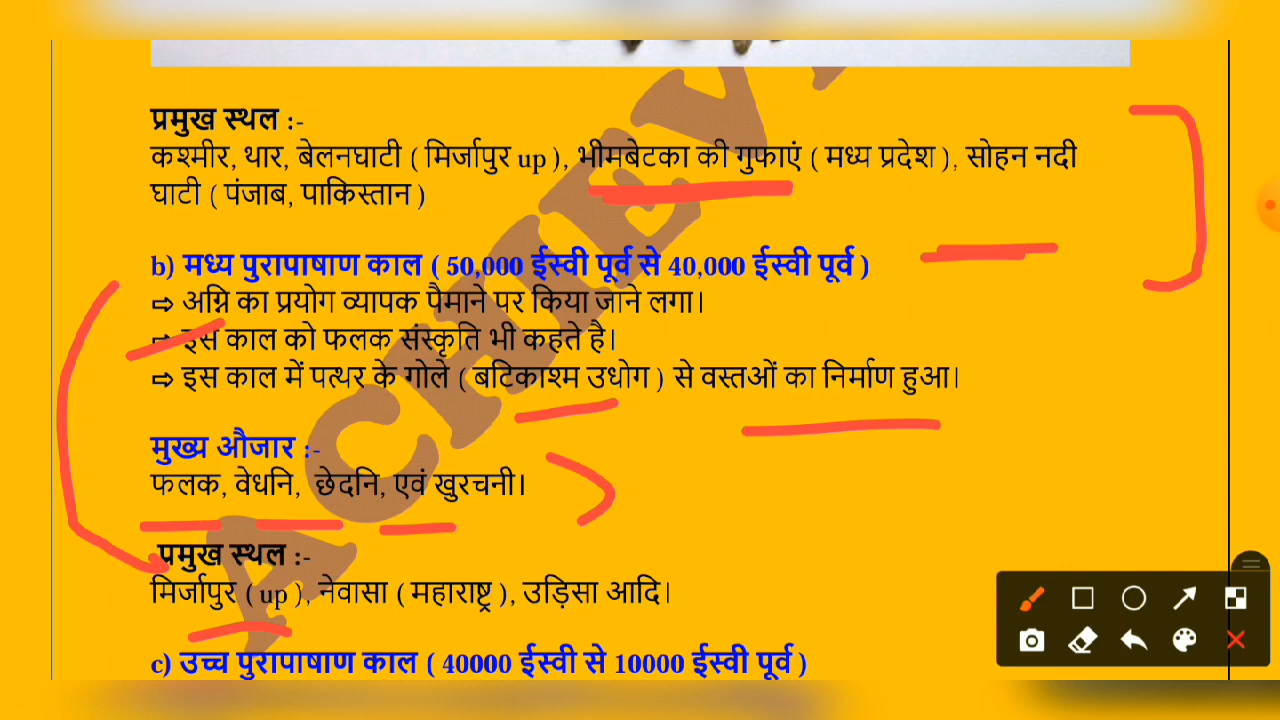 प्रमुख स्थल :-
कश्मीर, थार, बेलनघाटी ( मिर्जापुर up ), भीमबेटका की गुफाएं ( मध्य प्रदेश ), सोहन नदी
घाटी ( पंजाब, पाकिस्तान )
b) मध्य पुरापाषाण काल ( 50,000 ईस्वी पूर्व से 40,000 ईस्वी पूर्व )
⇨ अग्नि का प्रयोग व्यापक पैमाने पर किया जाने लगा।
⇨ इस काल को फलक संस्कृति भी कहते है।
⇨ इस काल में पत्थर के गोले ( बटिकाश्म उधोग ) से वस्तओं का निर्माण हुआ।
मुख्य औजार :-
फलक, वेधनि, छेदनि, एवं खुरचनी।
प्रमुख स्थल :-
मिर्जापुर ( up ), नेवासा ( महाराष्ट्र ), उड़िसा आदि।
c) उच्च पुरापाषाण काल ( 40000 ईस्वी से 10000 ईस्वी पूर्व )
ACHIEV